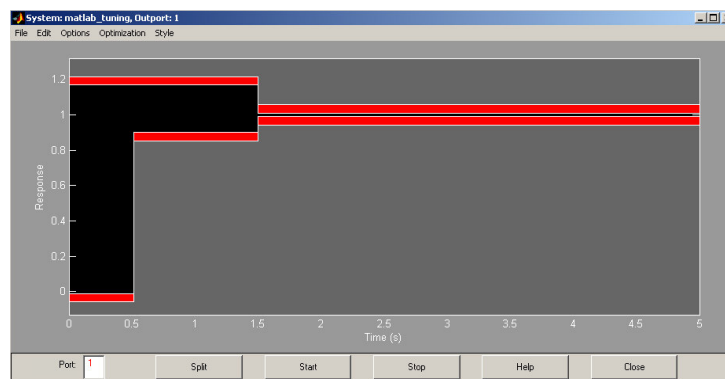 System: matlab_tuning, Outport: 1
File Edit Options Optimization Style
1.2
1
0.8
0.6
0.4
0.2
0
Response
0 0.5 1 1.5 2 2.5 3 3.5 4 4.5 5
Time (s)
Port 1 Split Start Stop Help Close